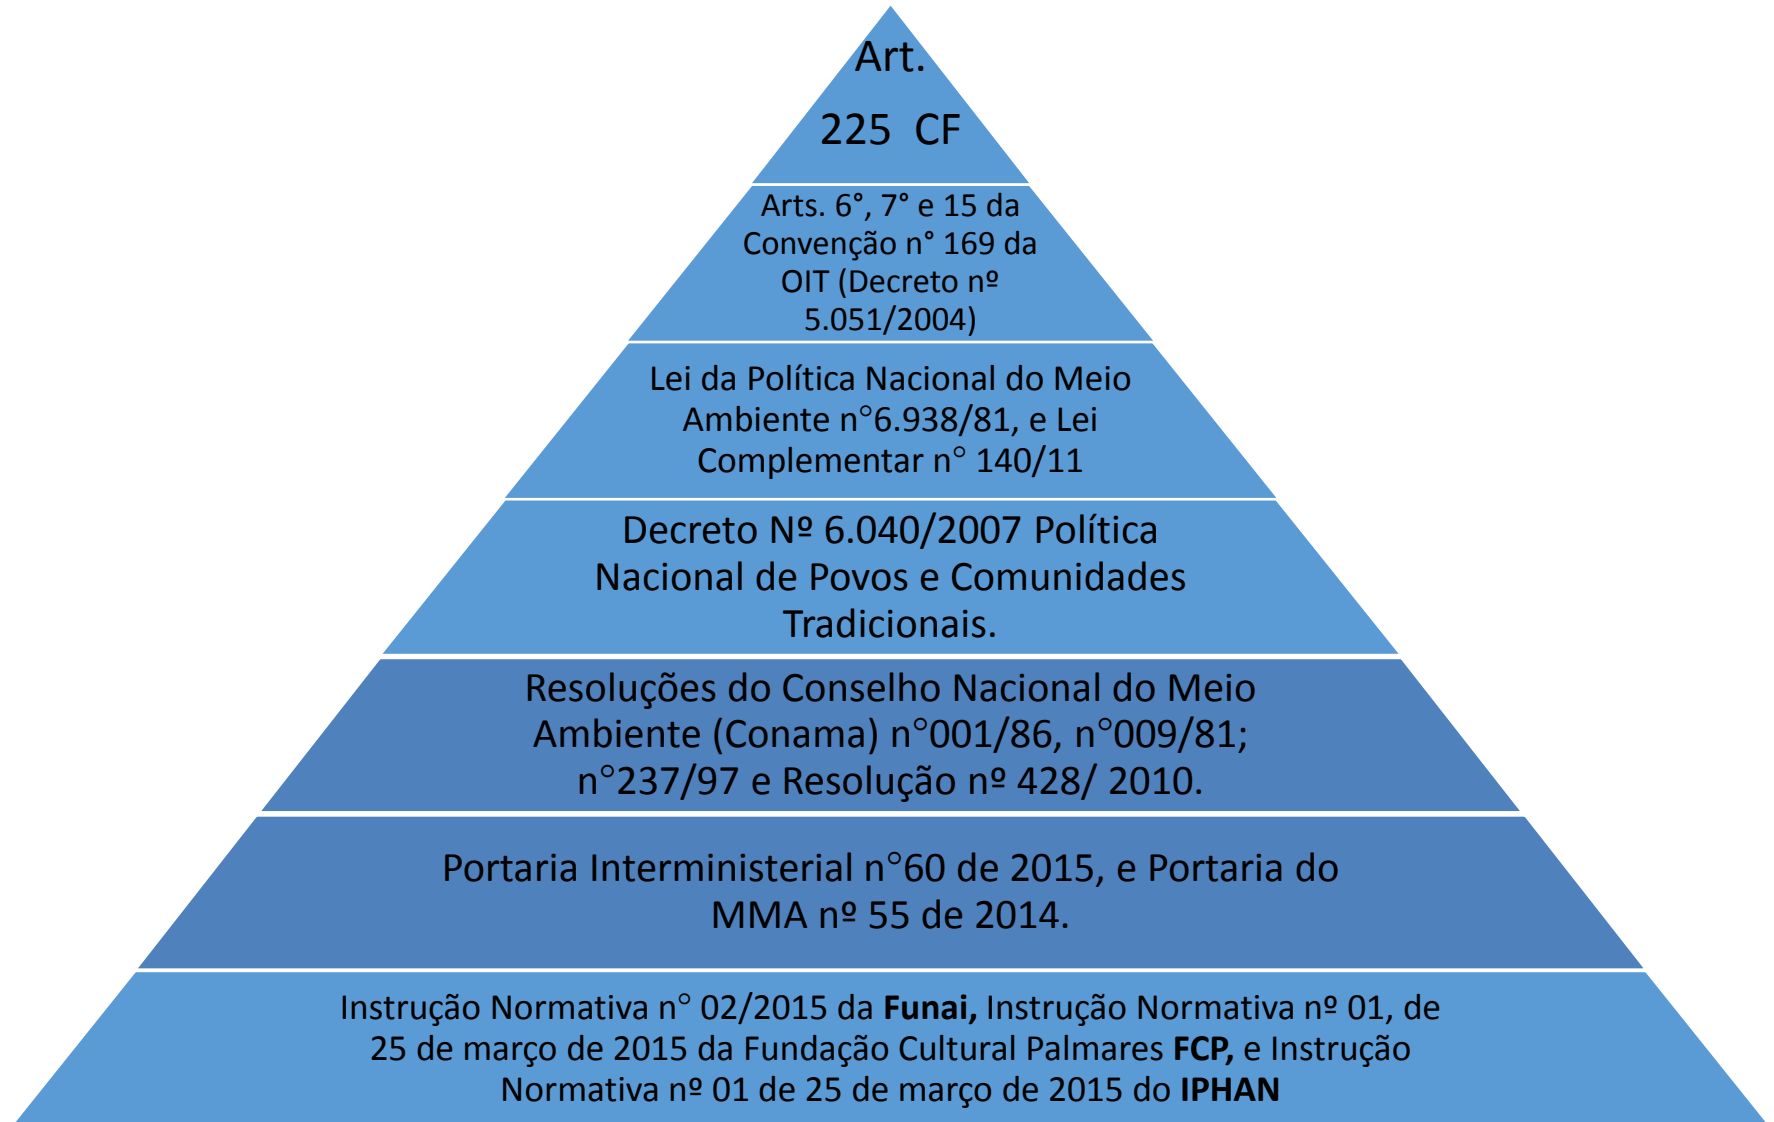 Art.
225 CF
Arts. 6°, 7° e 15 da
Convenção n° 169 da
OIT (Decreto nº
5.051/2004)
Lei da Política Nacional do Meio
Ambiente n°6.938/81, e Lei
Complementar n° 140/11
Decreto Nº 6.040/2007 Política
Nacional de Povos e Comunidades
Tradicionais.
Resoluções do Conselho Nacional do Meio
Ambiente (Conama) n°001/86, n°009/81;
n°237/97 e Resolução nº 428/ 2010.
Portaria Interministerial n°60 de 2015, e Portaria do
MMA nº 55 de 2014.
Instrução Normativa n° 02/2015 da Funai, Instrução Normativa nº 01, de
25 de março de 2015 da Fundação Cultural Palmares FCP, e Instrução
Normativa nº 01 de 25 de março de 2015 do IPHAN